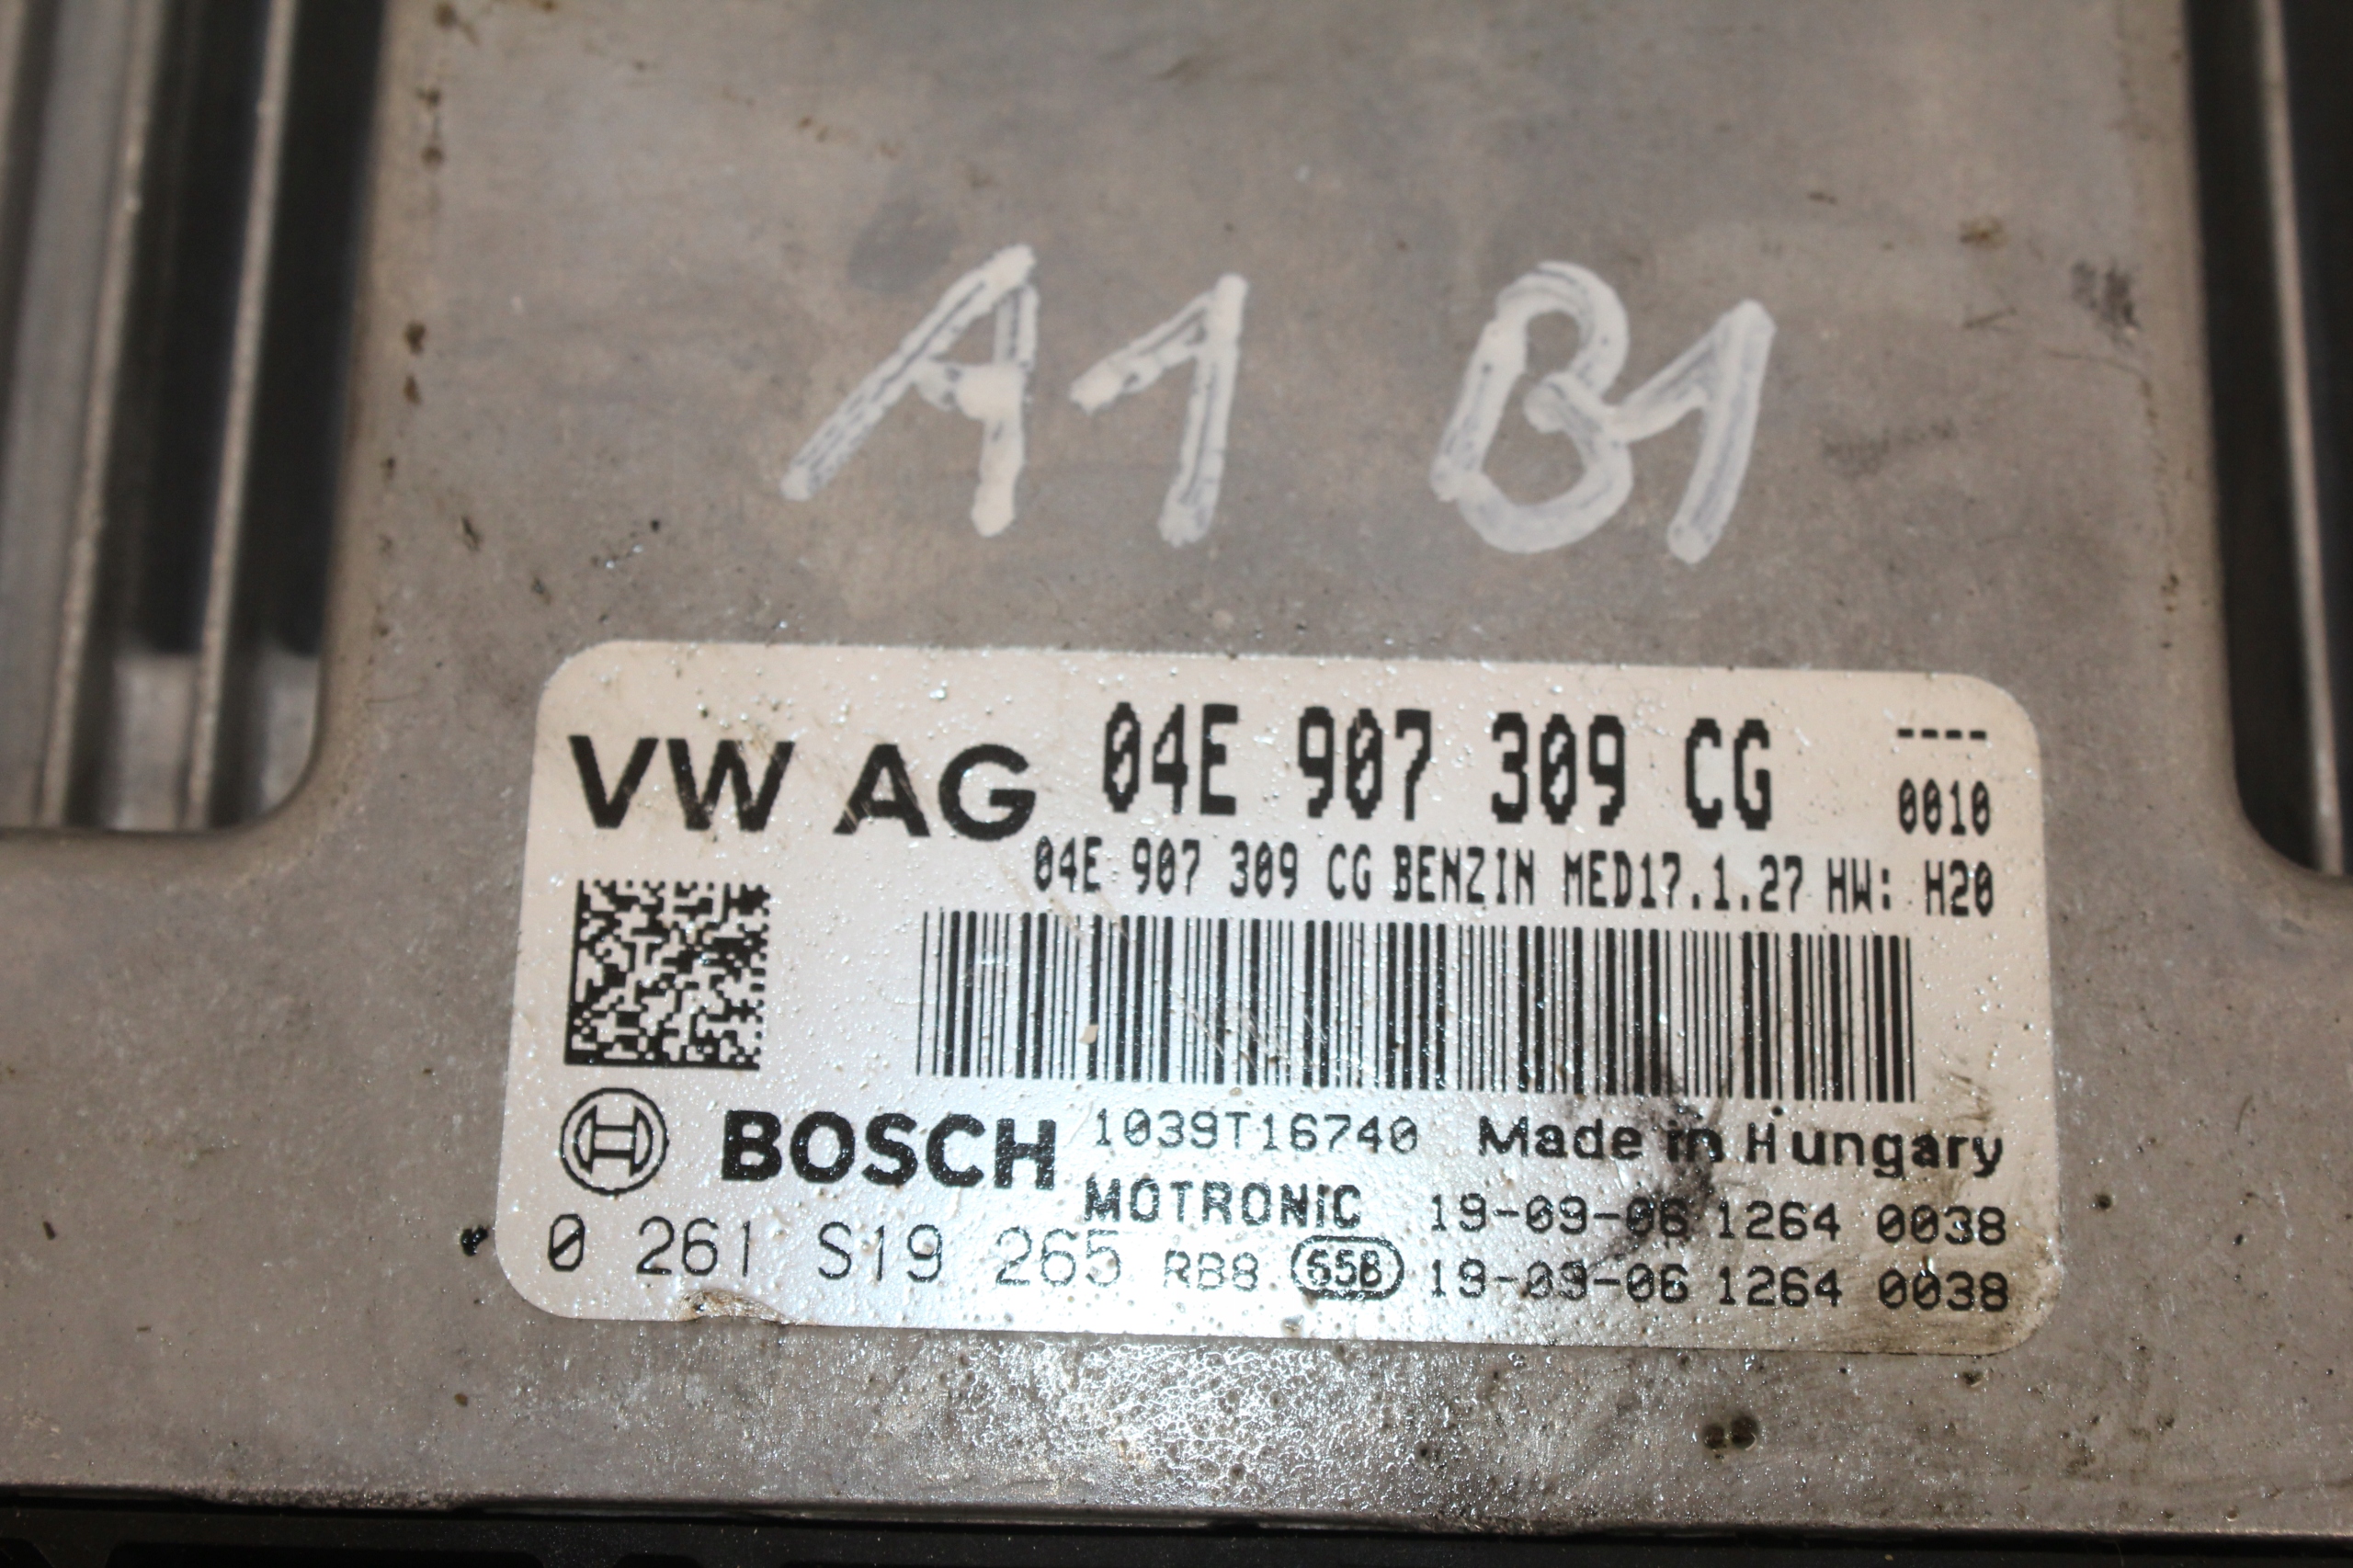 A1 B1
VW AG 04E 907 309 CG ----
0010
04E 907 309 CG BENZIN MED17.1.27 HW: H20
BOSCH 1039T16740 Made in Hungary
MOTRONIC 19-09-06 1264 0038
0 261 S19 265 RB8 65B 19-09-06 1264 0038